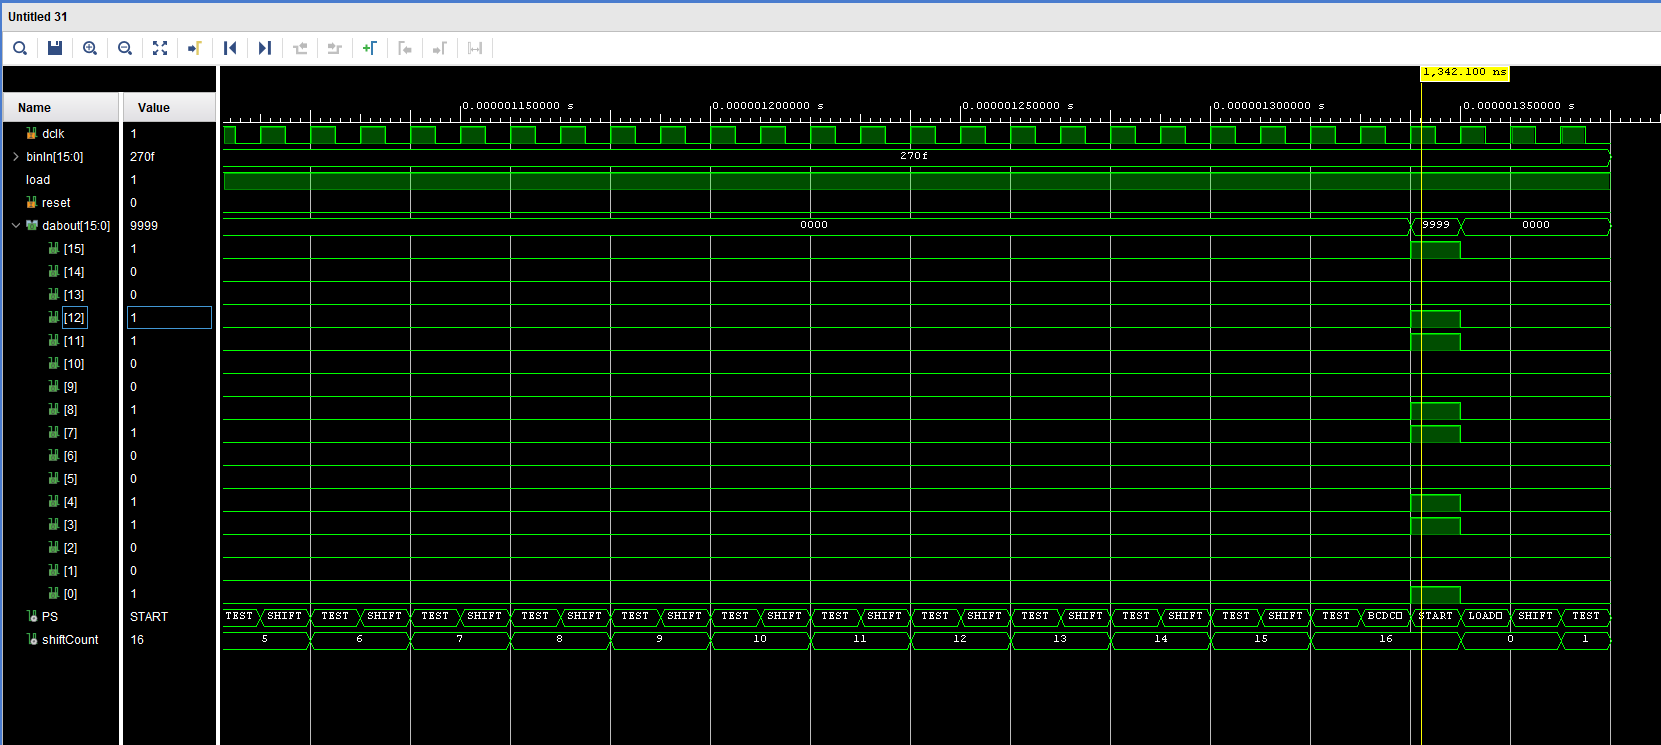 Untitled 31
1,342.100 ns
Name Value
0.000001150000 s 0.000001200000 s 0.000001250000 s 0.000001300000 s 0.000001350000 s
dclk 1
binIn[15:0] 270f 270f
load 1
reset 0
dabout[15:0] 9999 0000 9999 0000
[15] 1
[14] 0
[13] 0
[12] 1
[11] 1
[10] 0
[9] 0
[8] 1
[7] 1
[6] 0
[5] 0
[4] 1
[3] 1
[2] 0
[1] 0
[0] 1
PS START TEST SHIFT TEST SHIFT TEST SHIFT TEST SHIFT TEST SHIFT TEST SHIFT TEST SHIFT TEST SHIFT TEST SHIFT TEST SHIFT TEST SHIFT TEST BCDC□ START LOAD□ SHIFT TEST
shiftCount 16 5 6 7 8 9 10 11 12 13 14 15 16 0 1